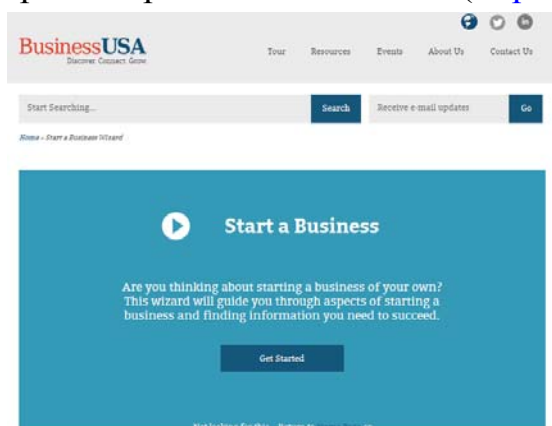 BusinessUSA
Discover. Connect. Grow.
Tour Resources Events About Us Contact Us
Start Searching... Search Receive e-mail updates Go
Home » Start a Business Wizard
Start a Business
Are you thinking about starting a business of your own?
This wizard will guide you through aspects of starting a
business and finding information you need to succeed.
Get Started